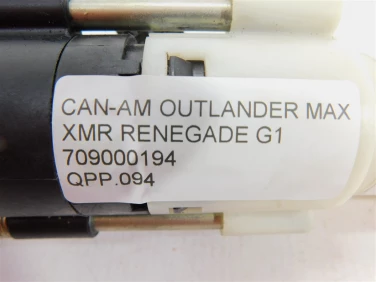 CAN-AM OUTLANDER MAX
XMR RENEGADE G1
709000194
QPP.094